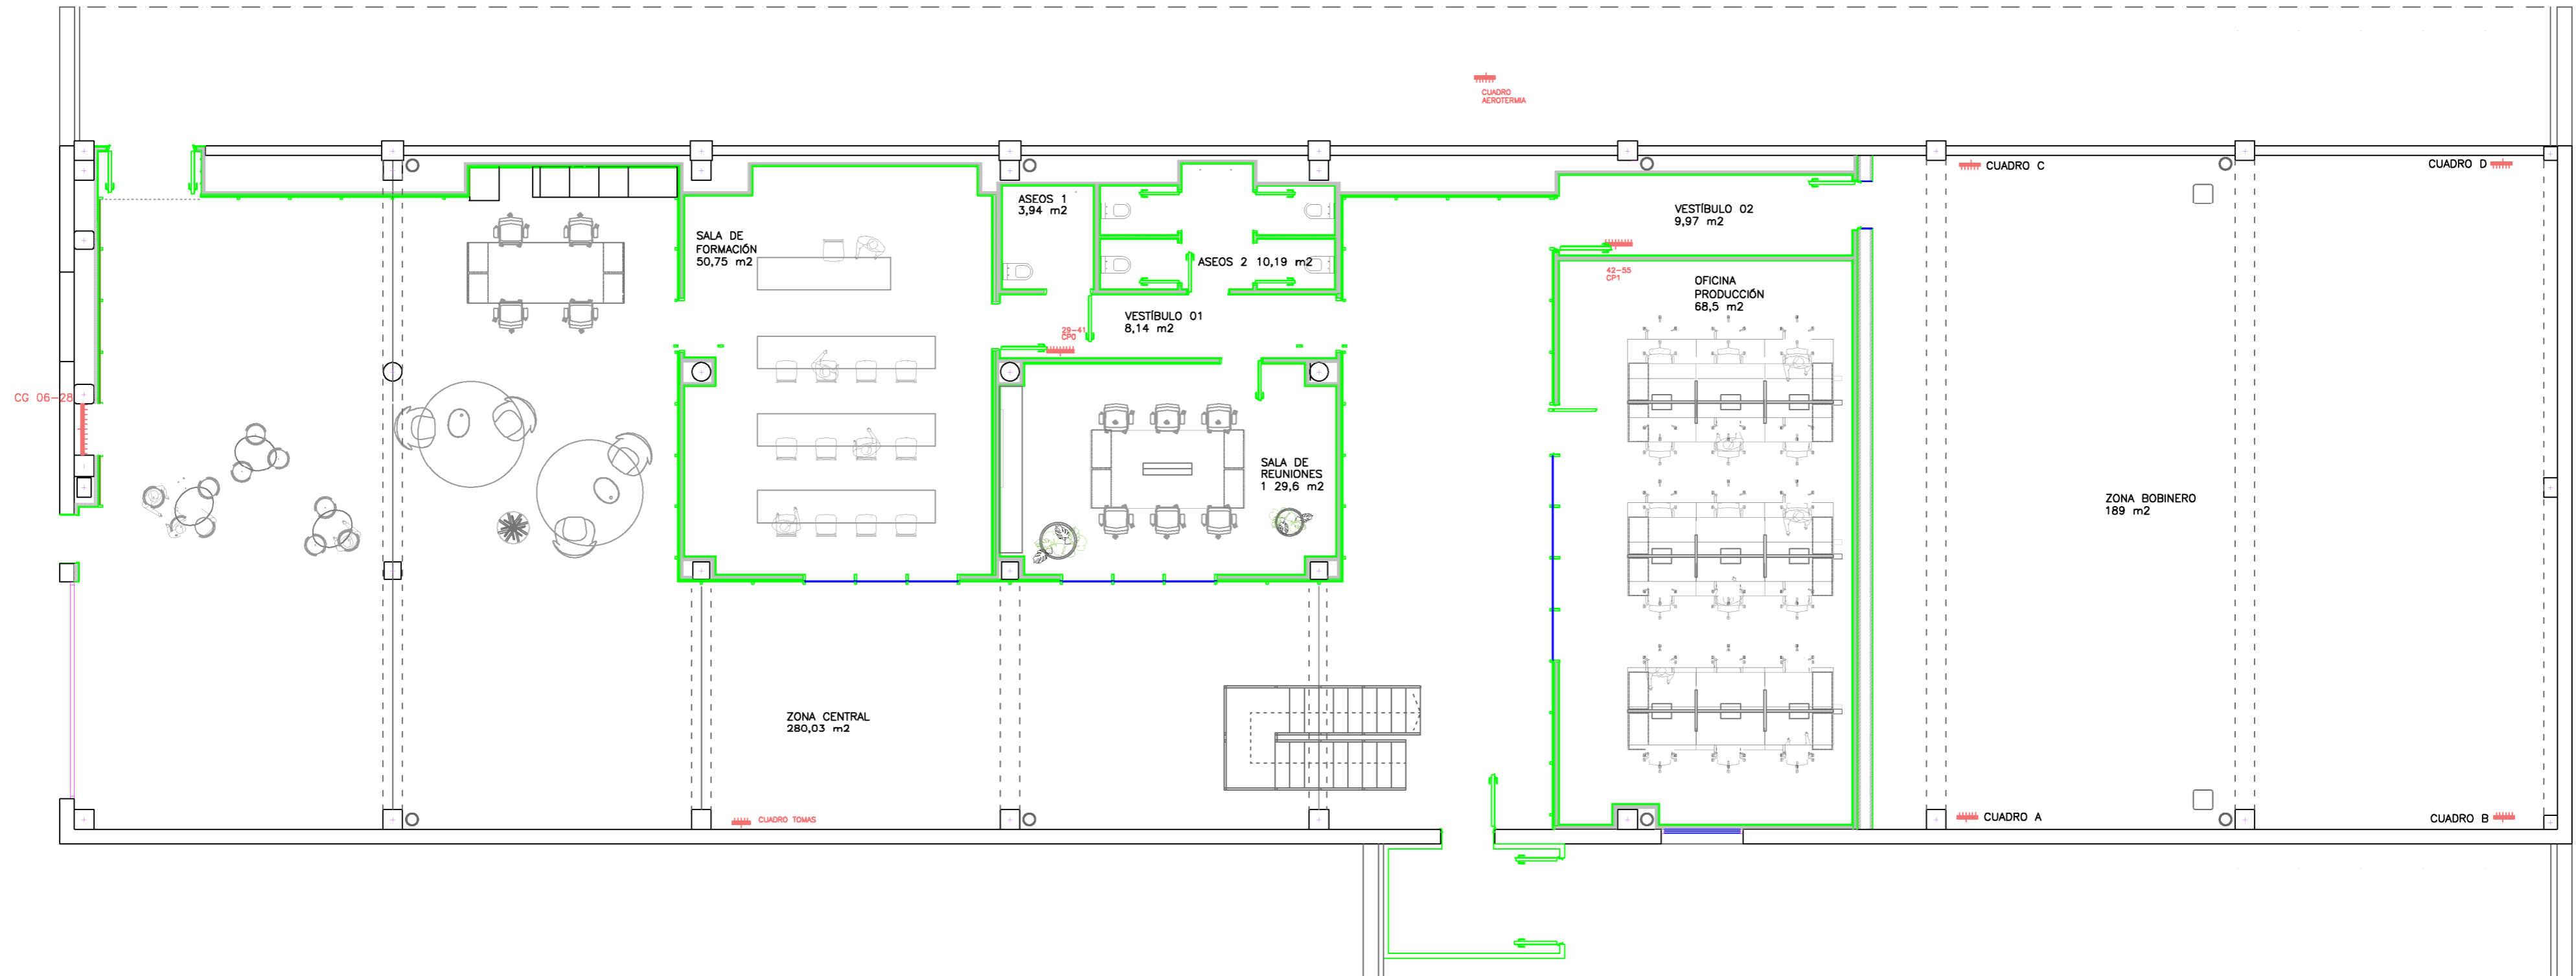 CUADRO
AEROTERMIA
CUADRO C
CUADRO D
ASEOS 1
3,94 m2
VESTÍBULO 02
9,97 m2
SALA DE
FORMACIÓN
50,75 m2
ASEOS 2 10,19 m2
42-55
CP1
OFICINA
PRODUCCIÓN
68,5 m2
VESTÍBULO 01
8,14 m2
29-41
CP0
CG 06-28
SALA DE
REUNIONES
1 29,6 m2
ZONA BOBINERO
189 m2
ZONA CENTRAL
280,03 m2
CUADRO TOMAS
CUADRO A
CUADRO B